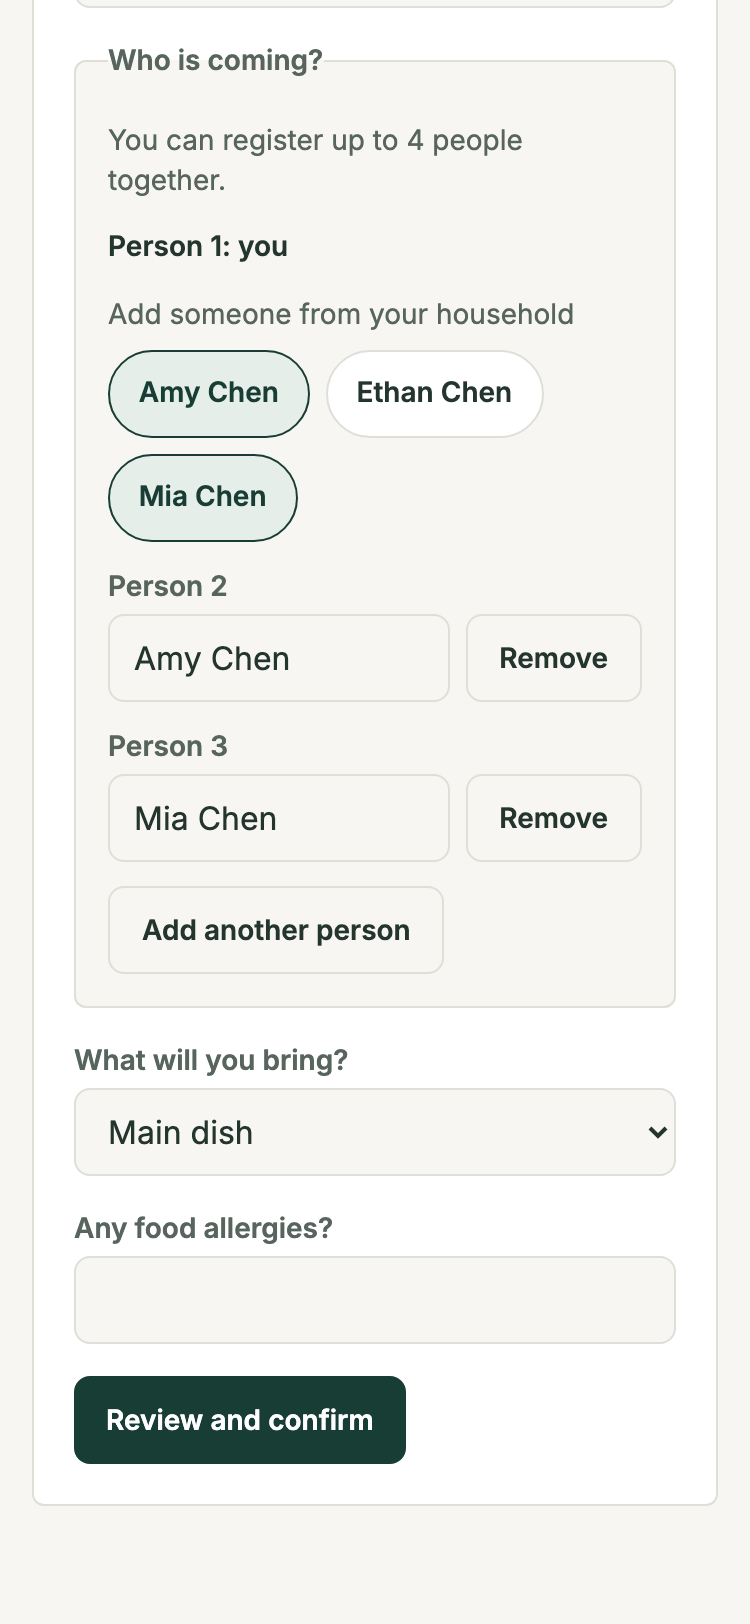 Who is coming?
You can register up to 4 people
together.
Person 1: you
Add someone from your household
Amy Chen
Ethan Chen
Mia Chen
Person 2
Amy Chen
Remove
Person 3
Mia Chen
Remove
Add another person
What will you bring?
Main dish
Any food allergies?
Review and confirm